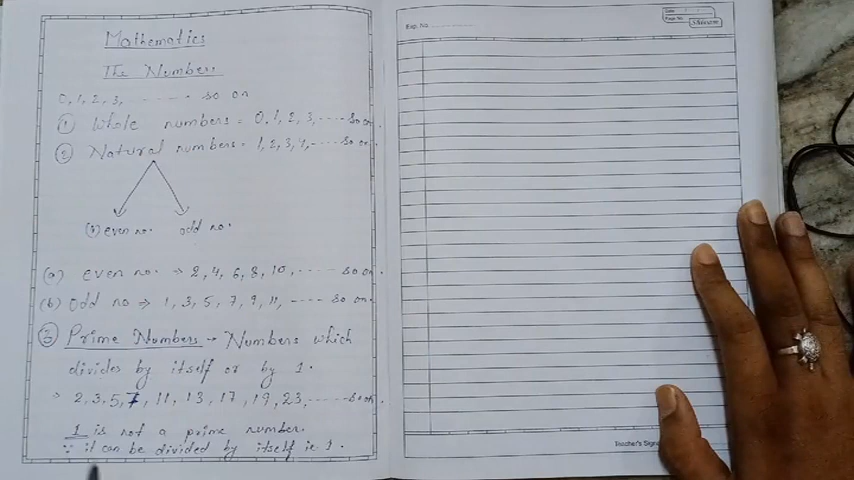 Mathematics
The Numbers
0, 1, 2, 3, ------- so on
① Whole numbers = 0, 1, 2, 3, ---- so on.
② Natural numbers = 1, 2, 3, 4, ---- so on.
(a) even no. odd no.
(a) even no. → 2, 4, 6, 8, 10, ----- so on.
(b) odd no ⇒ 1, 3, 5, 7, 9, 11, ----- so on.
③ Prime Numbers → Numbers which
divides by itself or by 1.
→ 2, 3, 5, 7, 11, 13, 17, 19, 23, ------ so on.
1 is not a prime number.
∵ it can be divided by itself ie 1.
Exp. No.
Date
Page No.
Teacher's Signa